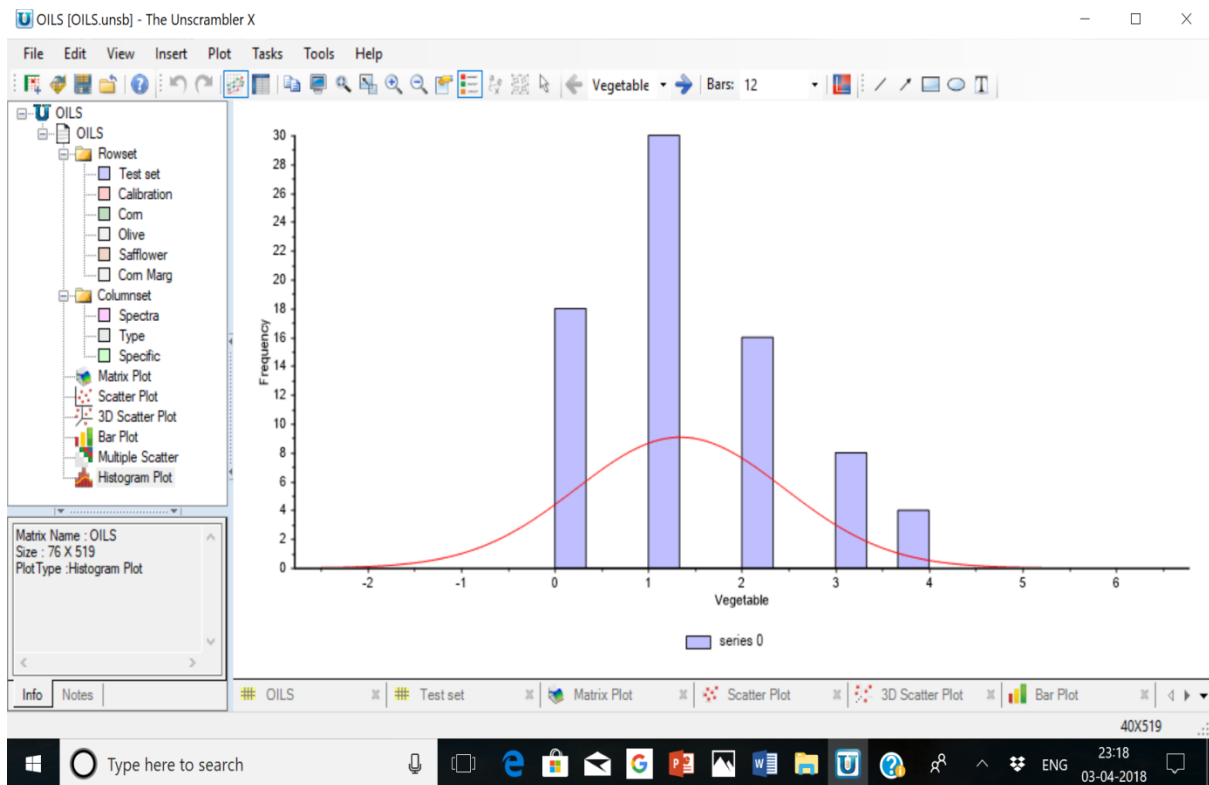 OILS [OILS.unsb] - The Unscrambler X
File Edit View Insert Plot Tasks Tools Help
Vegetable Bars: 12
OILS
OILS
Rowset
Test set
Calibration
Corn
Olive
Safflower
Corn Marg
Columnset
Spectra
Type
Specific
Matrix Plot
Scatter Plot
3D Scatter Plot
Bar Plot
Multiple Scatter
Histogram Plot
Matrix Name : OILS
Size : 76 X 519
PlotType :Histogram Plot
Info Notes
Frequency
30
28
26
24
22
20
18
16
14
12
10
8
6
4
2
0
-2 -1 0 1 2 3 4 5 6
Vegetable
series 0
OILS Test set Matrix Plot Scatter Plot 3D Scatter Plot Bar Plot
40X519
Type here to search
ENG
23:18
03-04-2018